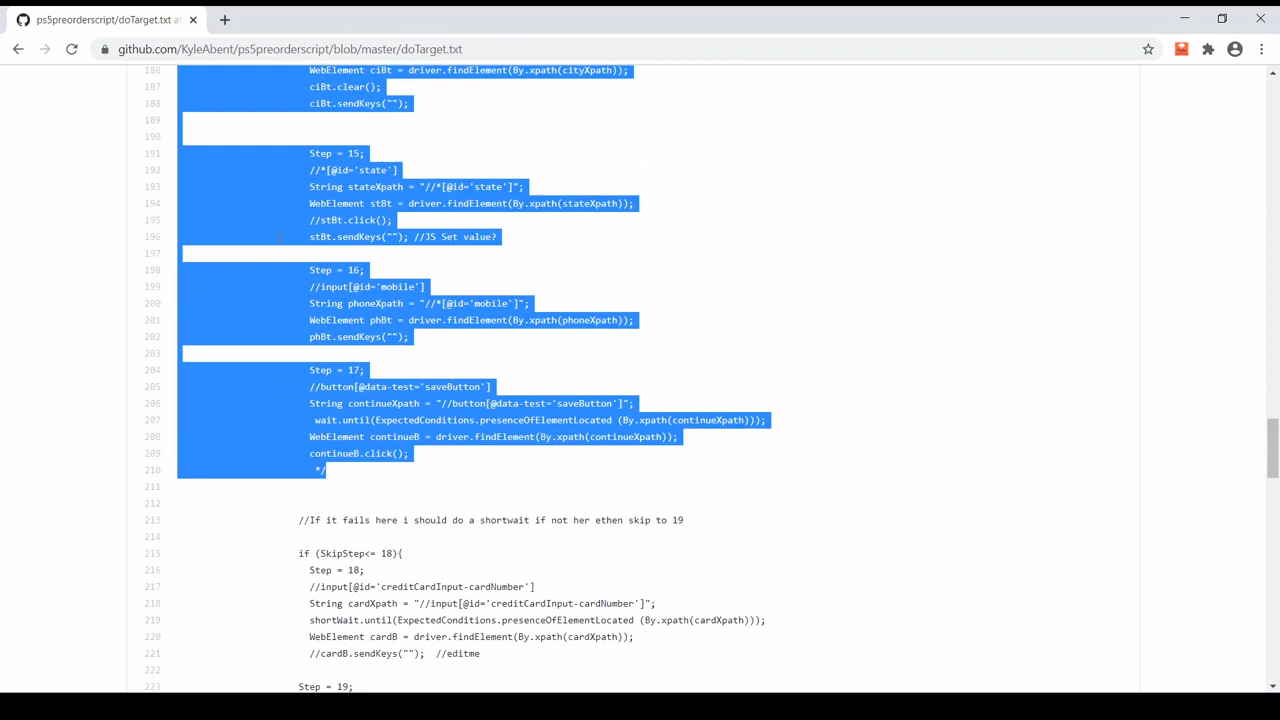 ps5preorderscript/doTarget.txt at
github.com/KyleAbent/ps5preorderscript/blob/master/doTarget.txt
186 WebElement ciBt = driver.findElement(By.xpath(cityXpath));
187 ciBt.clear();
188 ciBt.sendKeys("");
189
190
191 Step = 15;
192 //*[@id='state']
193 String stateXpath = "//*[@id='state']";
194 WebElement stBt = driver.findElement(By.xpath(stateXpath));
195 //stBt.click();
196 stBt.sendKeys(""); //JS Set value?
197
198 Step = 16;
199 //input[@id='mobile']
200 String phoneXpath = "//*[@id='mobile']";
201 WebElement phBt = driver.findElement(By.xpath(phoneXpath));
202 phBt.sendKeys("");
203
204 Step = 17;
205 //button[@data-test='saveButton']
206 String continueXpath = "//button[@data-test='saveButton']";
207 wait.until(ExpectedConditions.presenceOfElementLocated (By.xpath(continueXpath)));
208 WebElement continueB = driver.findElement(By.xpath(continueXpath));
209 continueB.click();
210 */
211
212
213 //If it fails here i should do a shortwait if not her ethen skip to 19
214
215 if (SkipStep<= 18){
216 Step = 18;
217 //input[@id='creditCardInput-cardNumber']
218 String cardXpath = "//input[@id='creditCardInput-cardNumber']";
219 shortWait.until(ExpectedConditions.presenceOfElementLocated (By.xpath(cardXpath)));
220 WebElement cardB = driver.findElement(By.xpath(cardXpath));
221 //cardB.sendKeys(""); //editme
222
223 Step = 19;